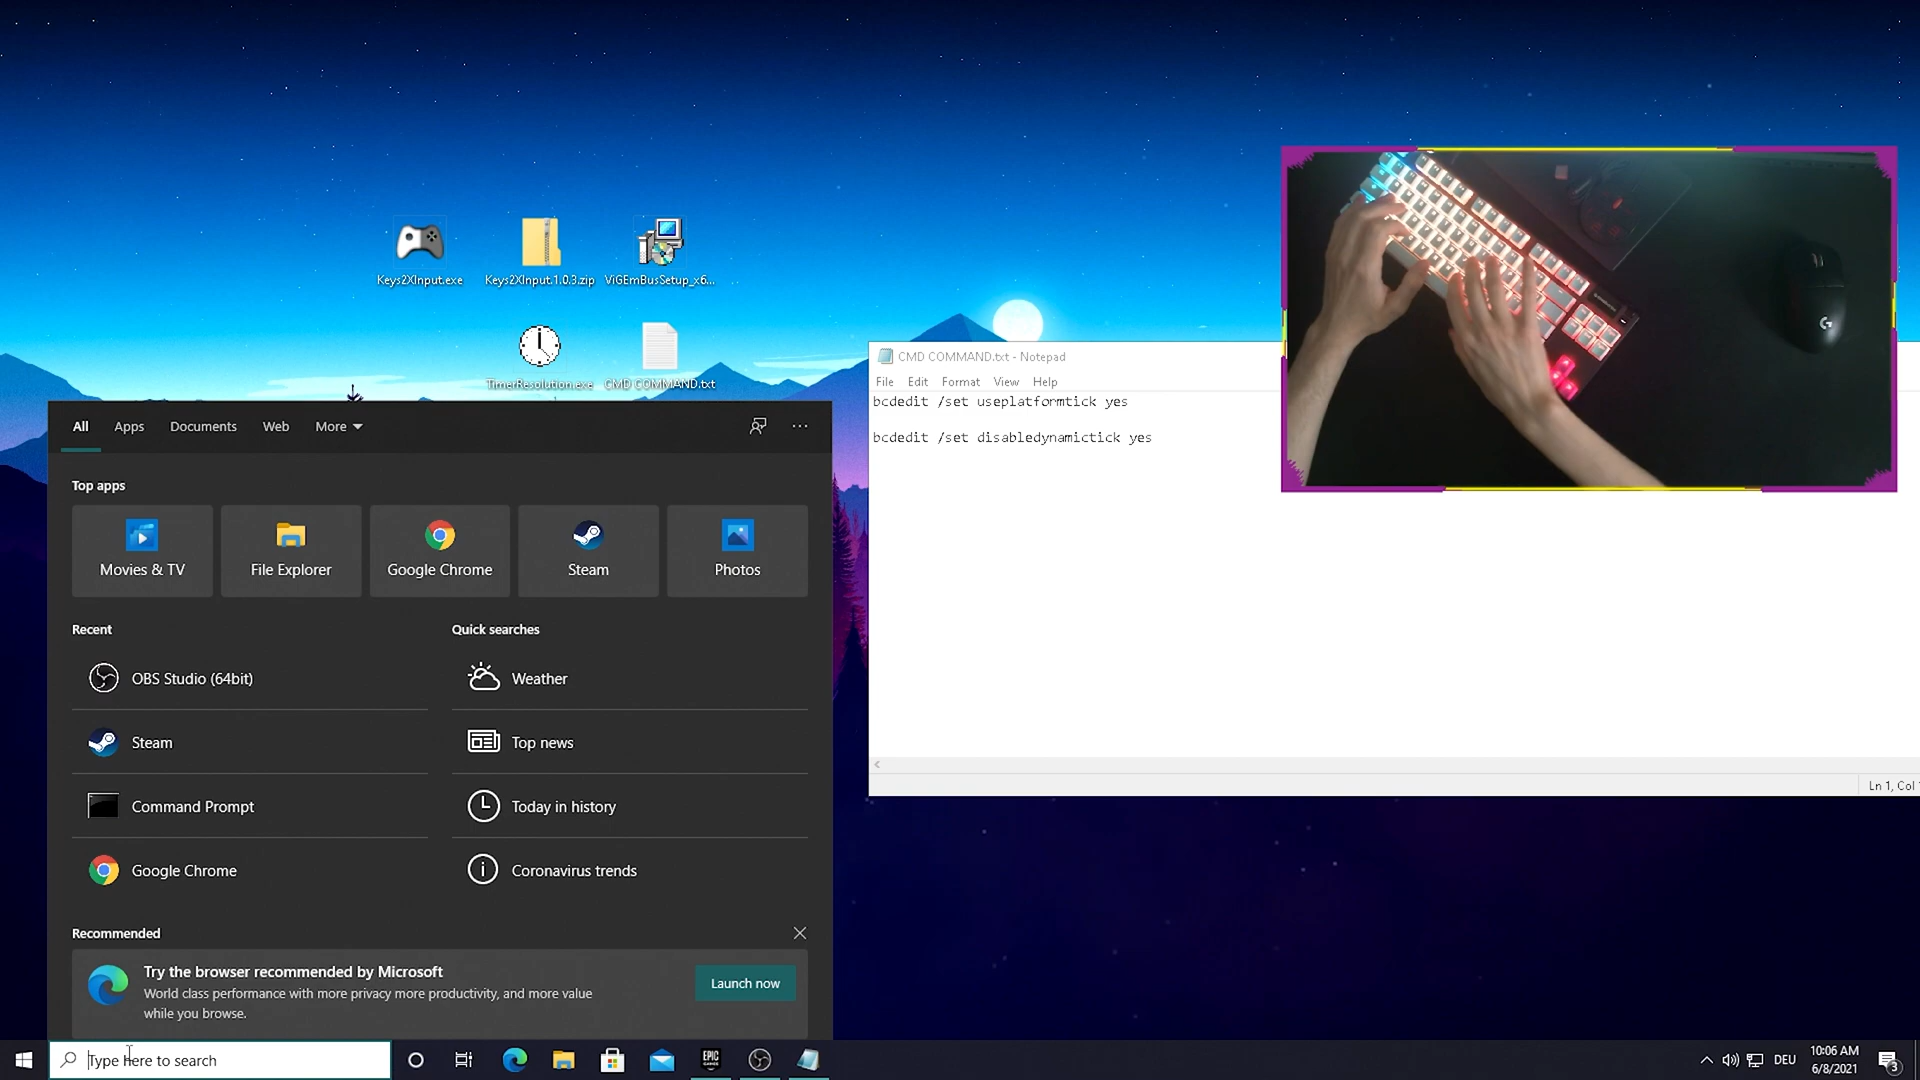 Keys2XInput.exe
Keys2XInput.1.0.3.zip
ViGEmBusSetup_x6...
TimerResolution.exe
CMD COMMAND.txt
CMD COMMAND.txt - Notepad
File Edit Format View Help
bcdedit /set useplatformtick yes
bcdedit /set disabledynamictick yes
Ln 1, Col
All Apps Documents Web More
Top apps
Movies & TV
File Explorer
Google Chrome
Steam
Photos
Recent
OBS Studio (64bit)
Steam
Command Prompt
Google Chrome
Quick searches
Weather
Top news
Today in history
Coronavirus trends
Recommended
Try the browser recommended by Microsoft
World class performance with more privacy more productivity, and more value
while you browse.
Launch now
Type here to search
EPIC
GAMES
DEU
10:06 AM
6/8/2021
3